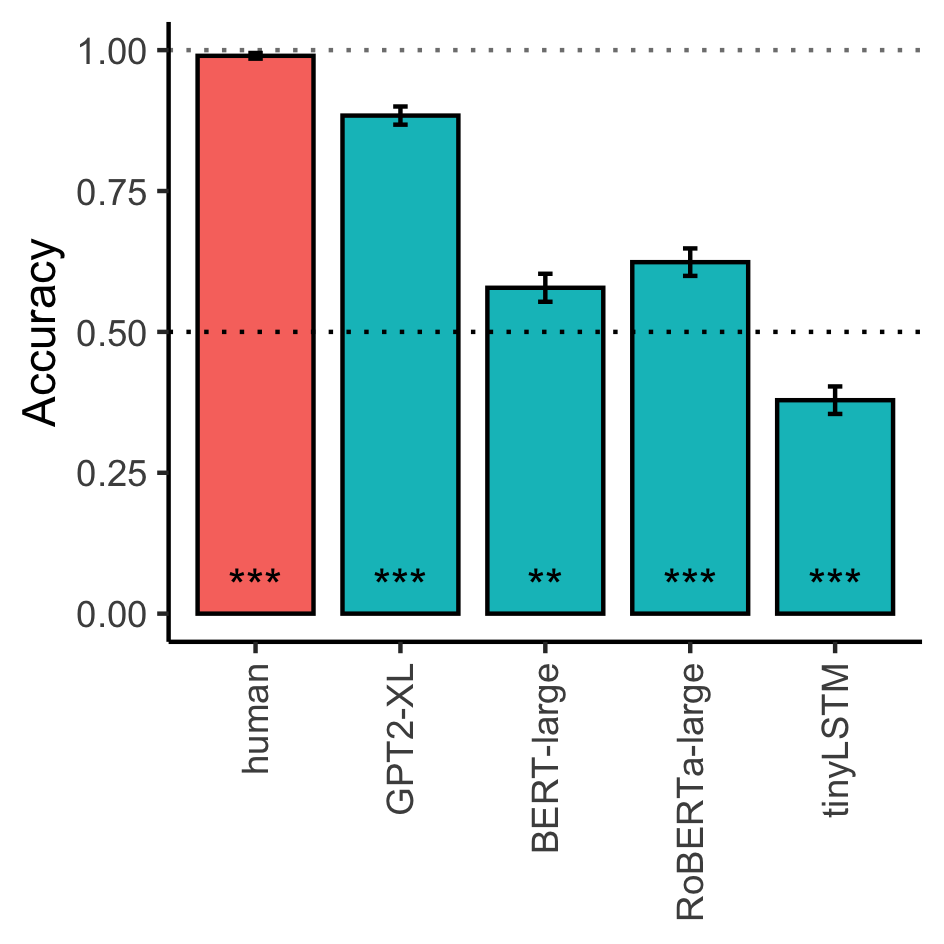 Accuracy
1.00
0.75
0.50
0.25
0.00
*** *** ** *** ***
human
GPT2-XL
BERT-large
RoBERTa-large
tinyLSTM